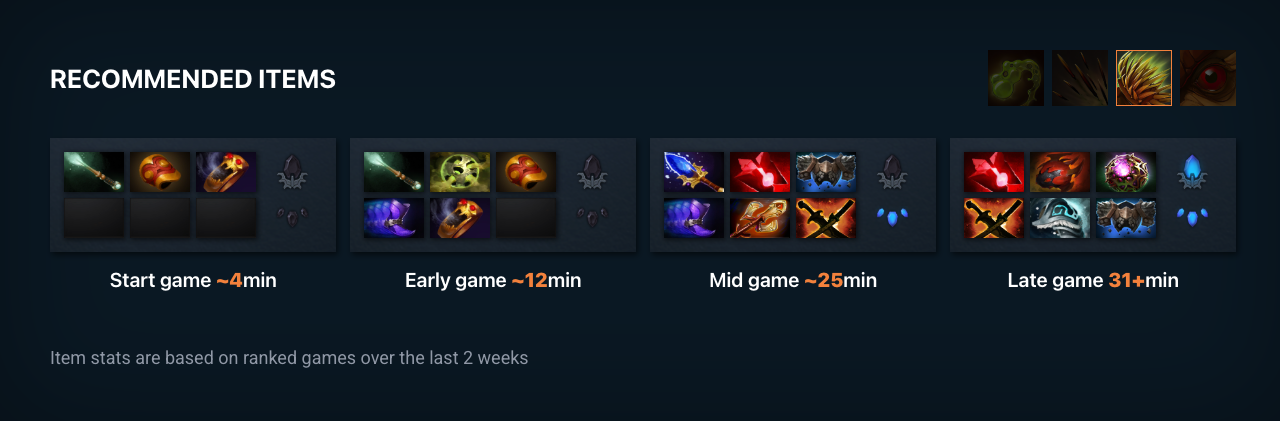 RECOMMENDED ITEMS
Start game ~4min
Early game ~12min
Mid game ~25min
Late game 31+min
Item stats are based on ranked games over the last 2 weeks